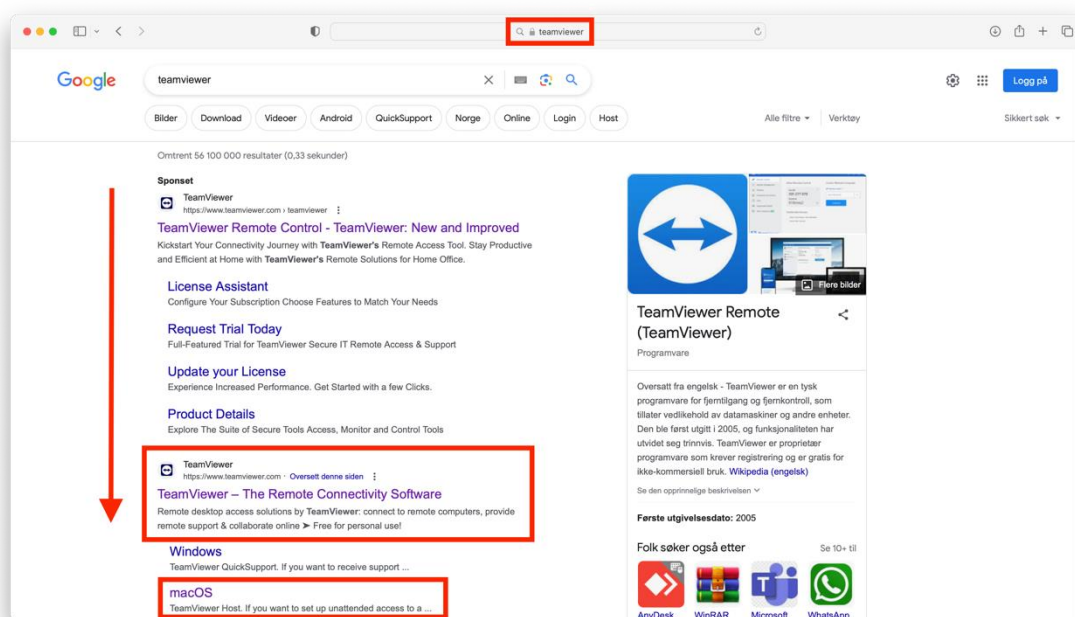 teamviewer
Google
teamviewer
Logg på
Bilder
Download
Videoer
Android
QuickSupport
Norge
Online
Login
Host
Alle filtre
Verktøy
Sikkert søk
Omtrent 56 100 000 resultater (0,33 sekunder)
Sponset
TeamViewer
https://www.teamviewer.com › teamviewer
TeamViewer Remote Control - TeamViewer: New and Improved
Kickstart Your Connectivity Journey with TeamViewer's Remote Access Tool. Stay Productive
and Efficient at Home with TeamViewer's Remote Solutions for Home Office.
License Assistant
Configure Your Subscription Choose Features to Match Your Needs
Request Trial Today
Full-Featured Trial for TeamViewer Secure IT Remote Access & Support
Update your License
Experience Increased Performance. Get Started with a few Clicks.
Product Details
Explore The Suite of Secure Tools Access, Monitor and Control Tools
TeamViewer
https://www.teamviewer.com · Oversett denne siden
TeamViewer – The Remote Connectivity Software
Remote desktop access solutions by TeamViewer: connect to remote computers, provide
remote support & collaborate online ➤ Free for personal use!
Windows
TeamViewer QuickSupport. If you want to receive support ...
macOS
TeamViewer Host. If you want to set up unattended access to a ...
Flere bilder
TeamViewer Remote
(TeamViewer)
Programvare
Oversatt fra engelsk - TeamViewer er en tysk
programvare for fjerntilgang og fjernkontroll, som
tillater vedlikehold av datamaskiner og andre enheter.
Den ble først utgitt i 2005, og funksjonaliteten har
utvidet seg trinnvis. TeamViewer er proprietær
programvare som krever registrering og er gratis for
ikke-kommersiell bruk. Wikipedia (engelsk)
Se den opprinnelige beskrivelsen
Første utgivelsesdato: 2005
Folk søker også etter
Se 10+ til
AnyDesk
WinRAR
Microsoft
WhatsApp